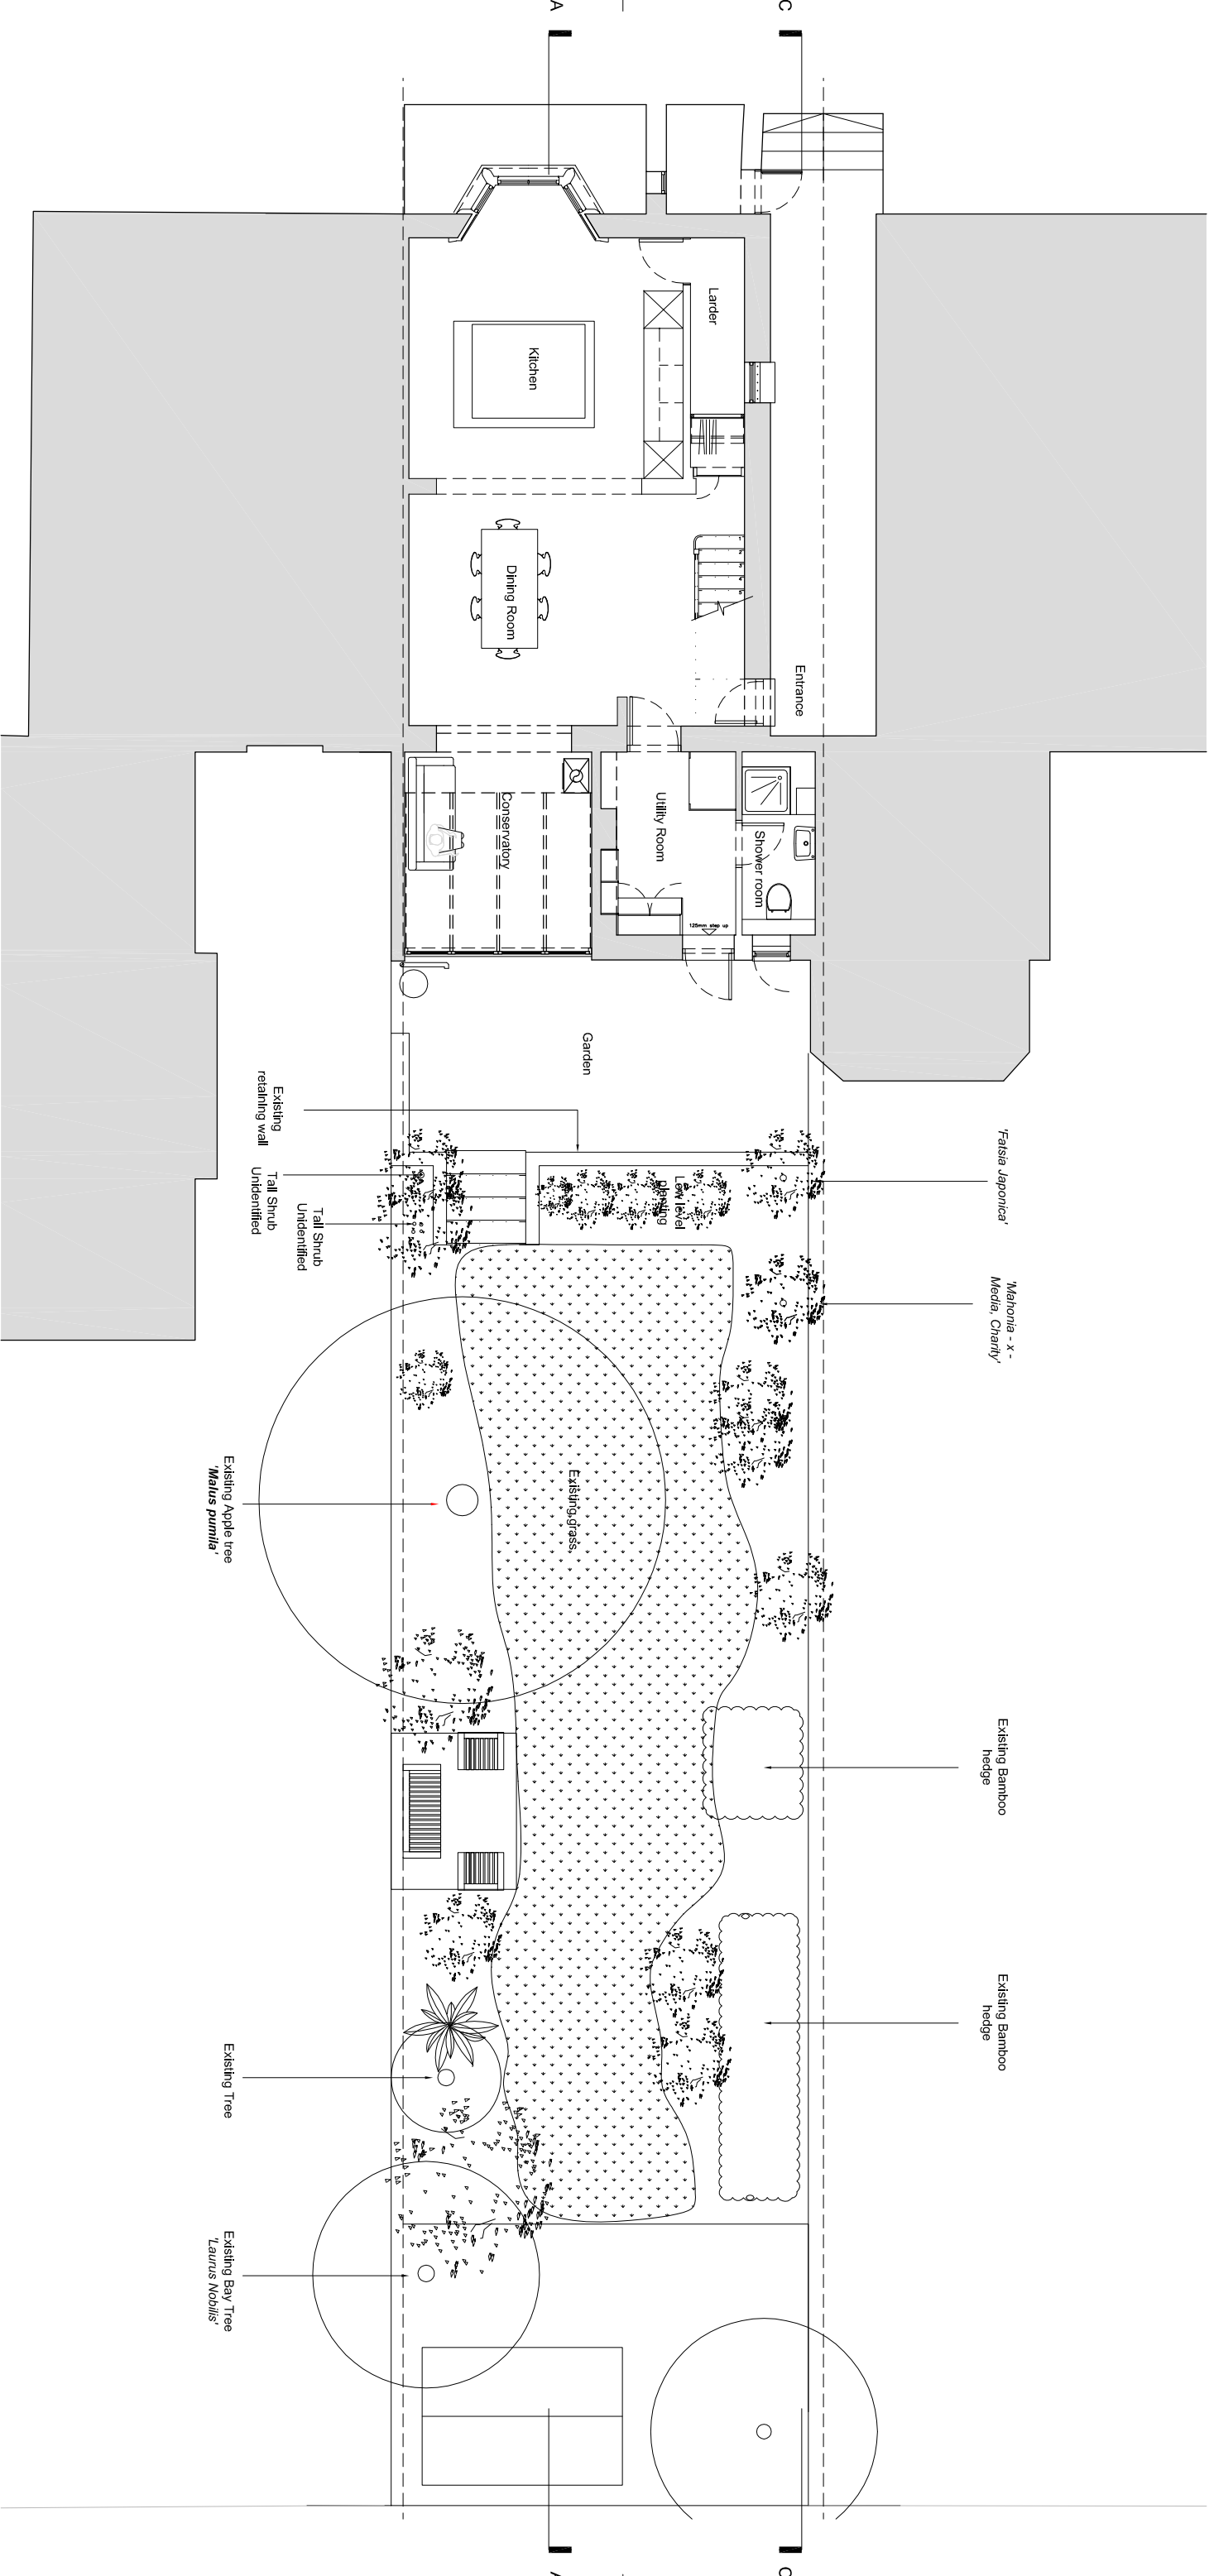 A
C
Larder
Kitchen
Dining Room
Entrance
Conservatory
Utility Room
Shower room
125mm step up
Garden
Existing
retaining wall
Tall Shrub
Unidentified
Tall Shrub
Unidentified
Low level
planting
'Fatsia Japonica'
'Mahonia - x -
Media, Charity'
Existing grass
Existing Apple tree
'Malus pumila'
Existing Bamboo
hedge
Existing Bamboo
hedge
Existing Tree
Existing Bay Tree
'Laurus Nobilis'
A
C